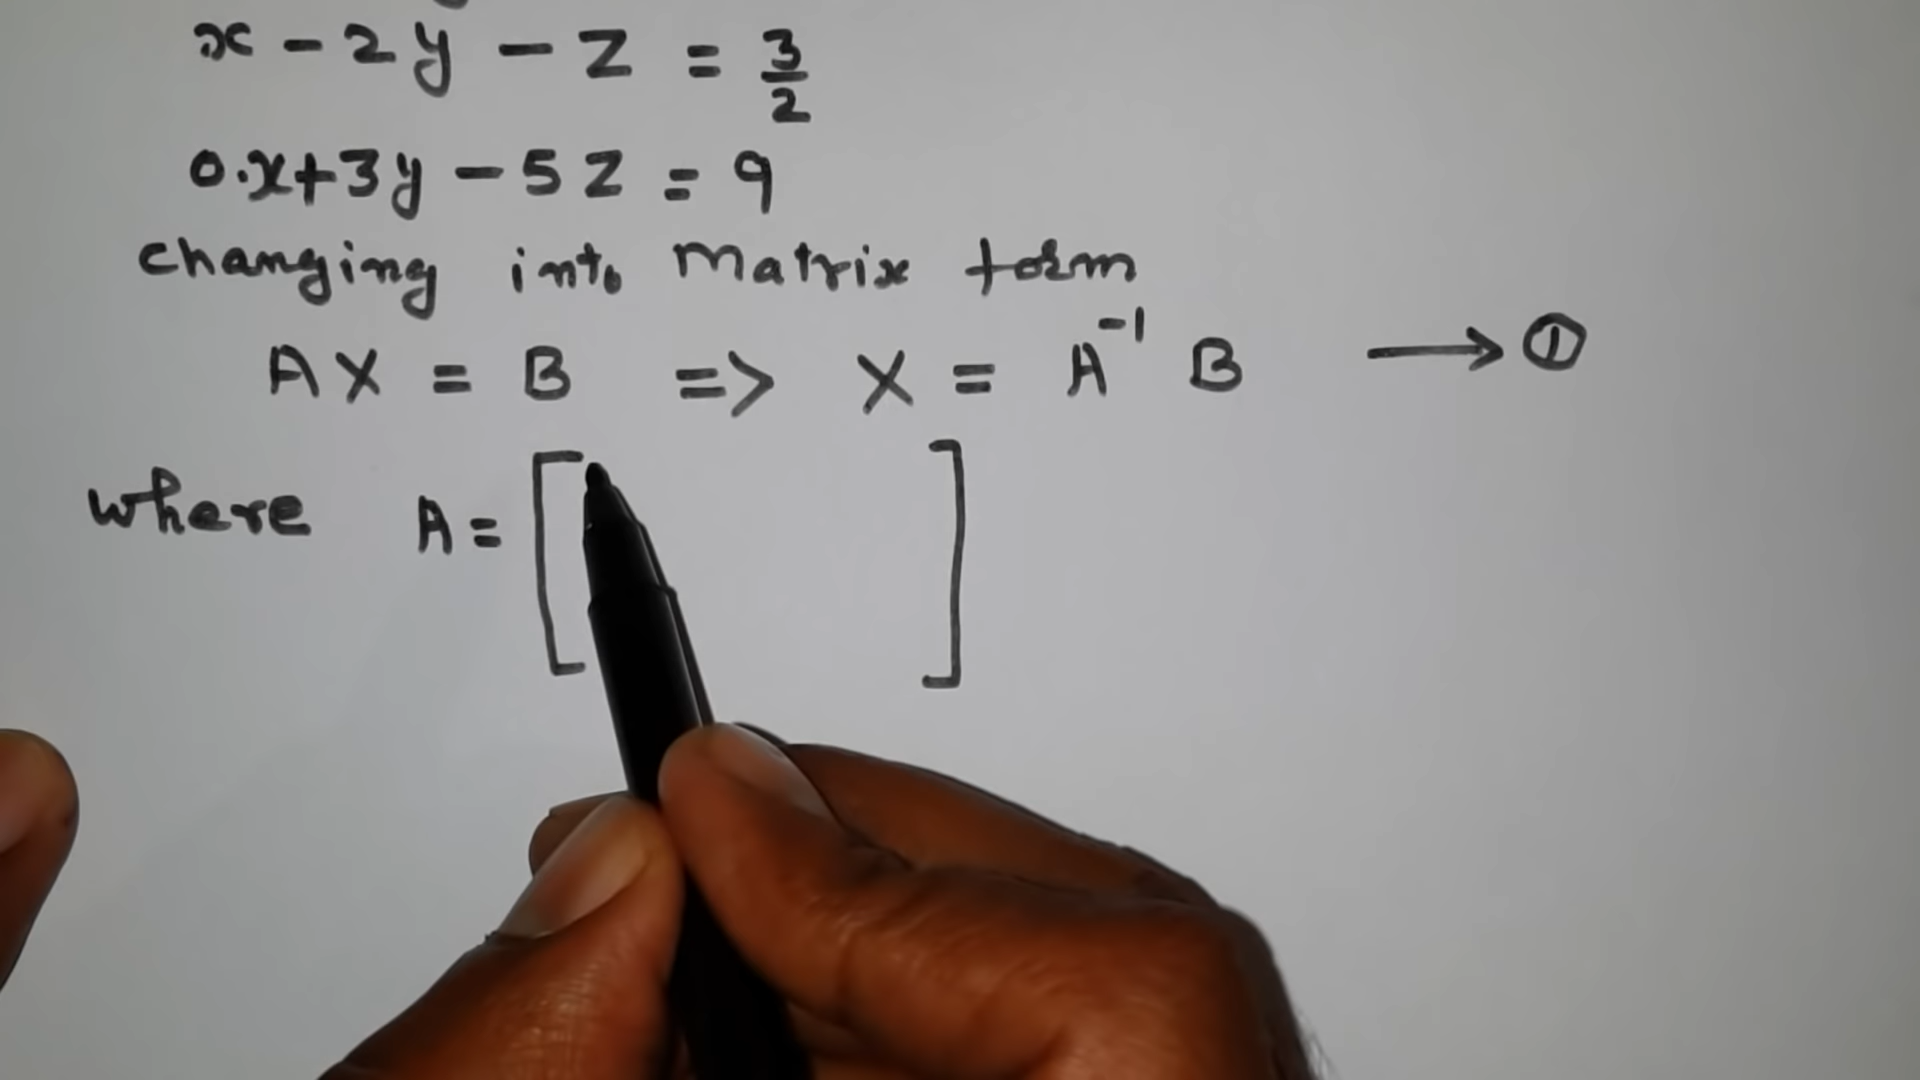 x - 2y - z = 3/2
0.x+3y - 5z = 9
changing into Matrix form
AX = B => X = A⁻¹ B → ①
where A = [ ]